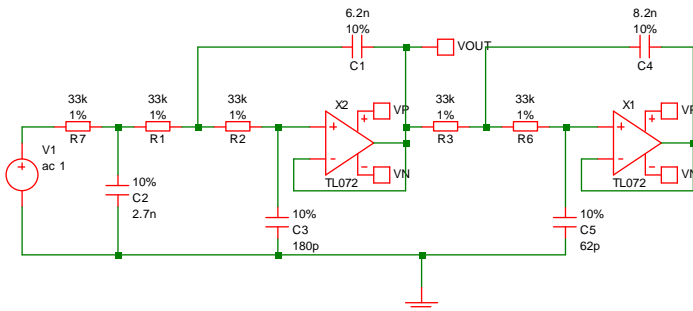 6.2n
10%
C1
VOUT
8.2n
10%
C4
33k
1%
R7
33k
1%
R1
33k
1%
R2
X2
VP
33k
1%
R3
33k
1%
R6
X1
VP
V1
ac 1
TL072
VN
TL072
VN
10%
C2
2.7n
10%
C3
180p
10%
C5
62p